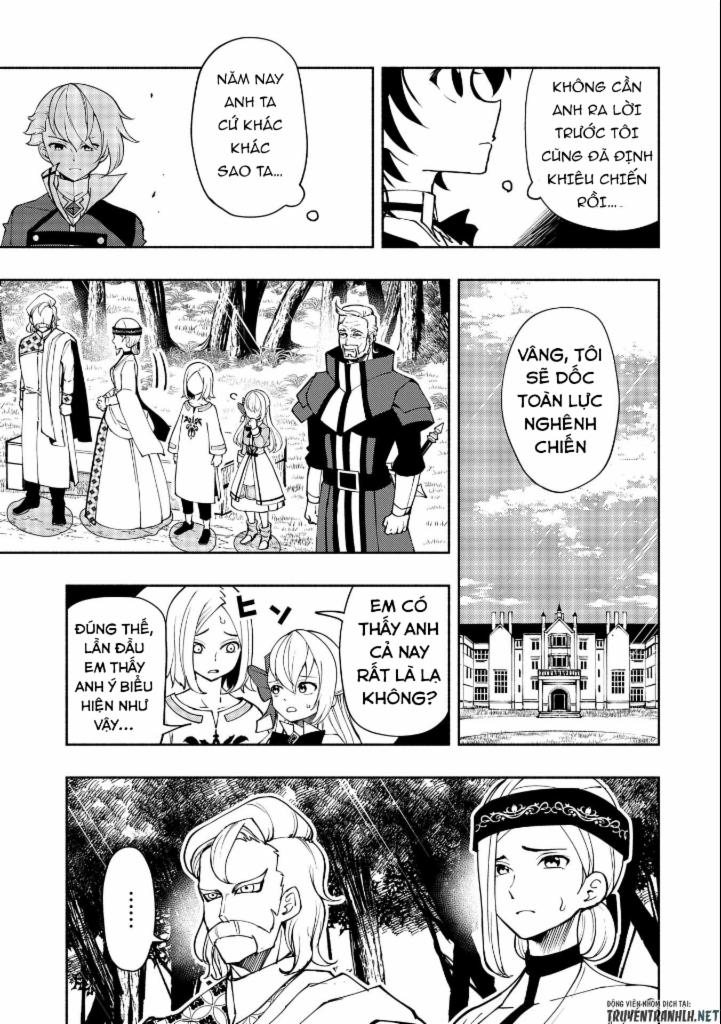 KHÔNG CẦN
ANH RA LỜI
TRƯỚC TÔI
CŨNG ĐÃ ĐỊNH
KHIÊU CHIẾN
RỒI...
NĂM NAY
ANH TA
CỨ KHÁC
KHÁC
SAO TA...
VÂNG, TÔI
SẼ DỐC
TOÀN LỰC
NGHÊNH
CHIẾN
EM CÓ
THẤY ANH
CẢ NAY
RẤT LÃ LẠ
KHÔNG?
ヒソ
ĐÚNG THẾ,
LẦN ĐẦU
EM THẤY
ANH Ý BIỂU
HIỆN NHƯ
VẬY...
......
ĐỘNG VIÊN NHÓM DỊCH TẠI:
TRUYENTRANHLH.NET